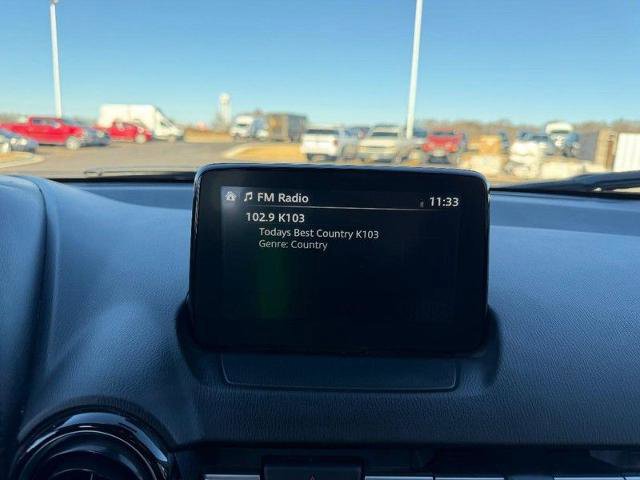 FM Radio 11:33
102.9 K103
Todays Best Country K103
Genre: Country